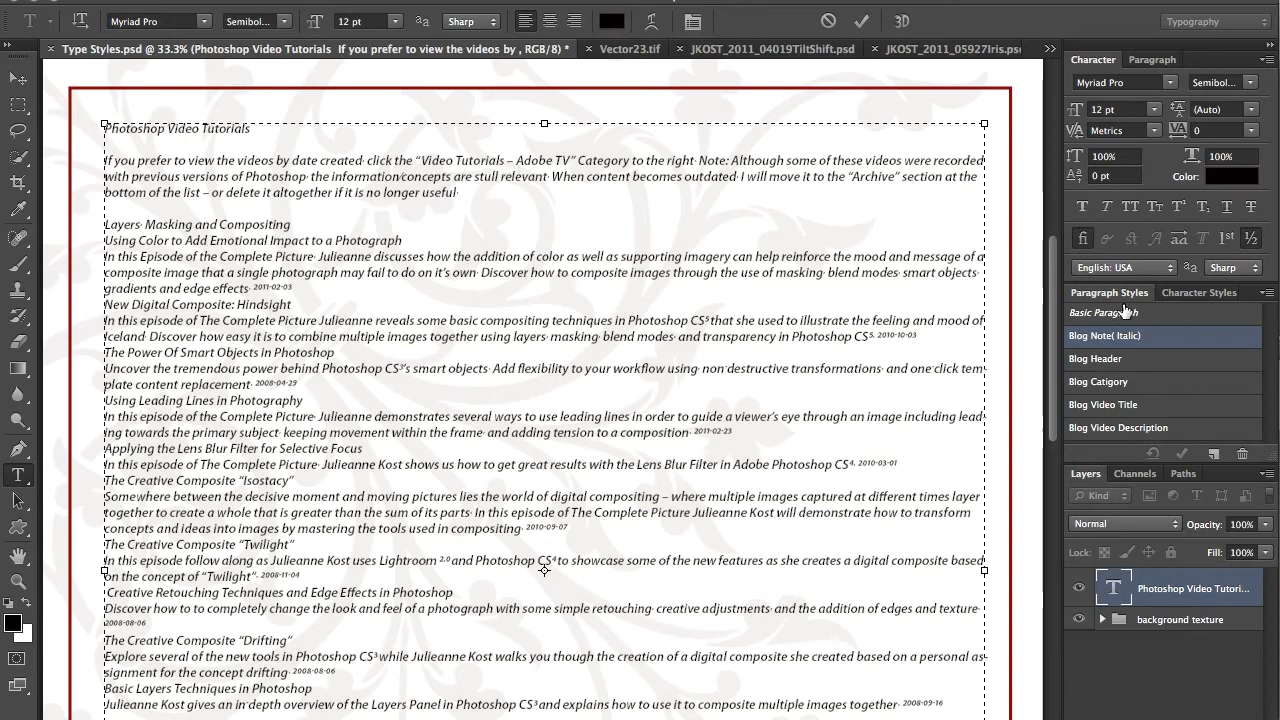 Myriad Pro Semibol... 12 pt Sharp 3D Typography
Type Styles.psd @ 33.3% (Photoshop Video Tutorials If you prefer to view the videos by , RGB/8) * Vector23.tif JKOST_2011_04019TiltShift.psd JKOST_2011_05927Iris.psd
Photoshop Video Tutorials
If you prefer to view the videos by date created· click the “Video Tutorials – Adobe TV” Category to the right· Note: Although some of these videos were recorded
with previous versions of Photoshop· the information/concepts are stull relevant· When content becomes outdated· I will move it to the “Archive” section at the
bottom of the list – or delete it altogether if it is no longer useful·
Layers· Masking and Compositing
Using Color to Add Emotional Impact to a Photograph
In this Episode of the Complete Picture· Julieanne discusses how the addition of color as well as supporting imagery can help reinforce the mood and message of a
composite image that a single photograph may fail to do on it’s own· Discover how to composite images through the use of masking· blend modes· smart objects·
gradients and edge effects· 2011-02-03
New Digital Composite: Hindsight
In this episode of The Complete Picture Julieanne reveals some basic compositing techniques in Photoshop CS5 that she used to illustrate the feeling and mood of
Iceland· Discover how easy it is to combine multiple images together using layers· masking· blend modes· and transparency in Photoshop CS5. 2010-10-03
The Power Of Smart Objects in Photoshop
Uncover the tremendous power behind Photoshop CS3’s smart objects· Add flexibility to your workflow using· non destructive transformations· and one click tem-
plate content replacement· 2008-04-29
Using Leading Lines in Photography
In this episode of the Complete Picture· Julieanne demonstrates several ways to use leading lines in order to guide a viewer’s eye through an image including lead-
ing towards the primary subject· keeping movement within the frame· and adding tension to a composition· 2011-02-23
Applying the Lens Blur Filter for Selective Focus
In this episode of The Complete Picture· Julieanne Kost shows us how to get great results with the Lens Blur Filter in Adobe Photoshop CS4. 2010-03-01
The Creative Composite “Isostacy”
Somewhere between the decisive moment and moving pictures lies the world of digital compositing – where multiple images captured at different times layer
together to create a whole that is greater than the sum of its parts· In this episode of The Complete Picture Julieanne Kost will demonstrate how to transform
concepts and ideas into images by mastering the tools used in compositing· 2010-09-07
The Creative Composite “Twilight”
In this episode follow along as Julieanne Kost uses Lightroom 2.0 and Photoshop CS4 to showcase some of the new features as she creates a digital composite based
on the concept of “Twilight”. 2008-11-04
Creative Retouching Techniques and Edge Effects in Photoshop
Discover how to to completely change the look and feel of a photograph with some simple retouching· creative adjustments· and the addition of edges and texture·
2008-08-06
The Creative Composite “Drifting”
Explore several of the new tools in Photoshop CS3 while Julieanne Kost walks you though the creation of a digital composite she created based on a personal as-
signment for the concept drifting· 2008-08-06
Basic Layers Techniques in Photoshop
Julieanne Kost gives an in depth overview of the Layers Panel in Photoshop CS3 and explains how to use it to composite multiple images together· 2008-09-16
Character Paragraph
Myriad Pro Semibol...
12 pt (Auto)
Metrics 0
100% 100%
0 pt Color:
English: USA Sharp
Paragraph Styles Character Styles
Basic Paragraph
Blog Note( Italic)
Blog Header
Blog Catigory
Blog Video Title
Blog Video Description
Layers Channels Paths
Kind
Normal Opacity: 100%
Lock: Fill: 100%
Photoshop Video Tutori...
background texture